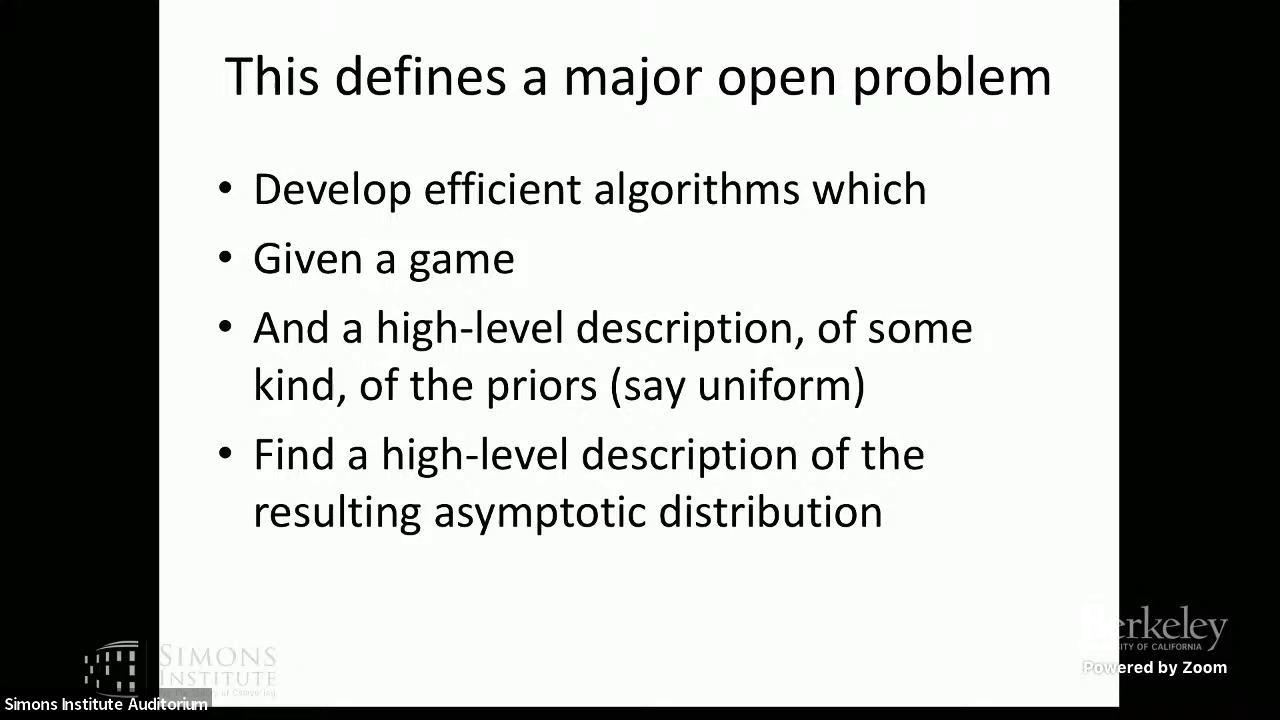 This defines a major open problem
• Develop efficient algorithms which
• Given a game
• And a high-level description, of some
kind, of the priors (say uniform)
• Find a high-level description of the
resulting asymptotic distribution
SIMONS
INSTITUTE
Berkeley
OF CALIFORNIA
Powered by Zoom
Simons Institute Auditorium